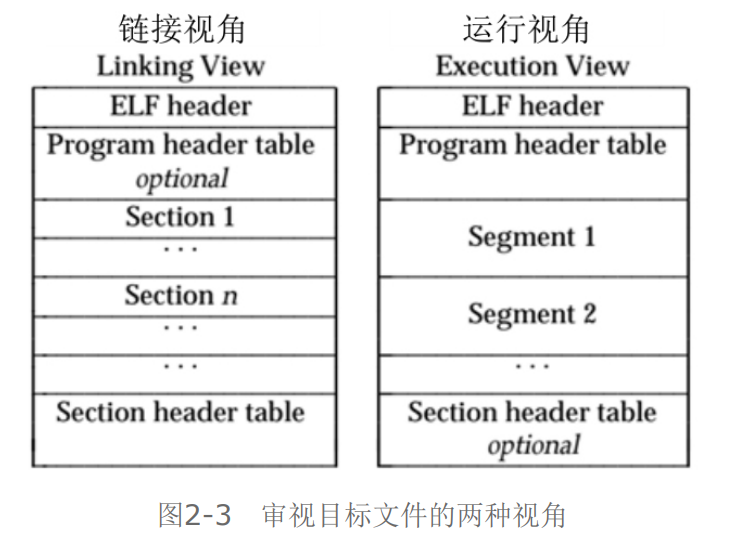 链接视角
Linking View
ELF header
Program header table
optional
Section 1
. . .
Section n
. . .
. . .
Section header table
运行视角
Execution View
ELF header
Program header table
Segment 1
Segment 2
. . .
Section header table
optional
图2-3 审视目标文件的两种视角